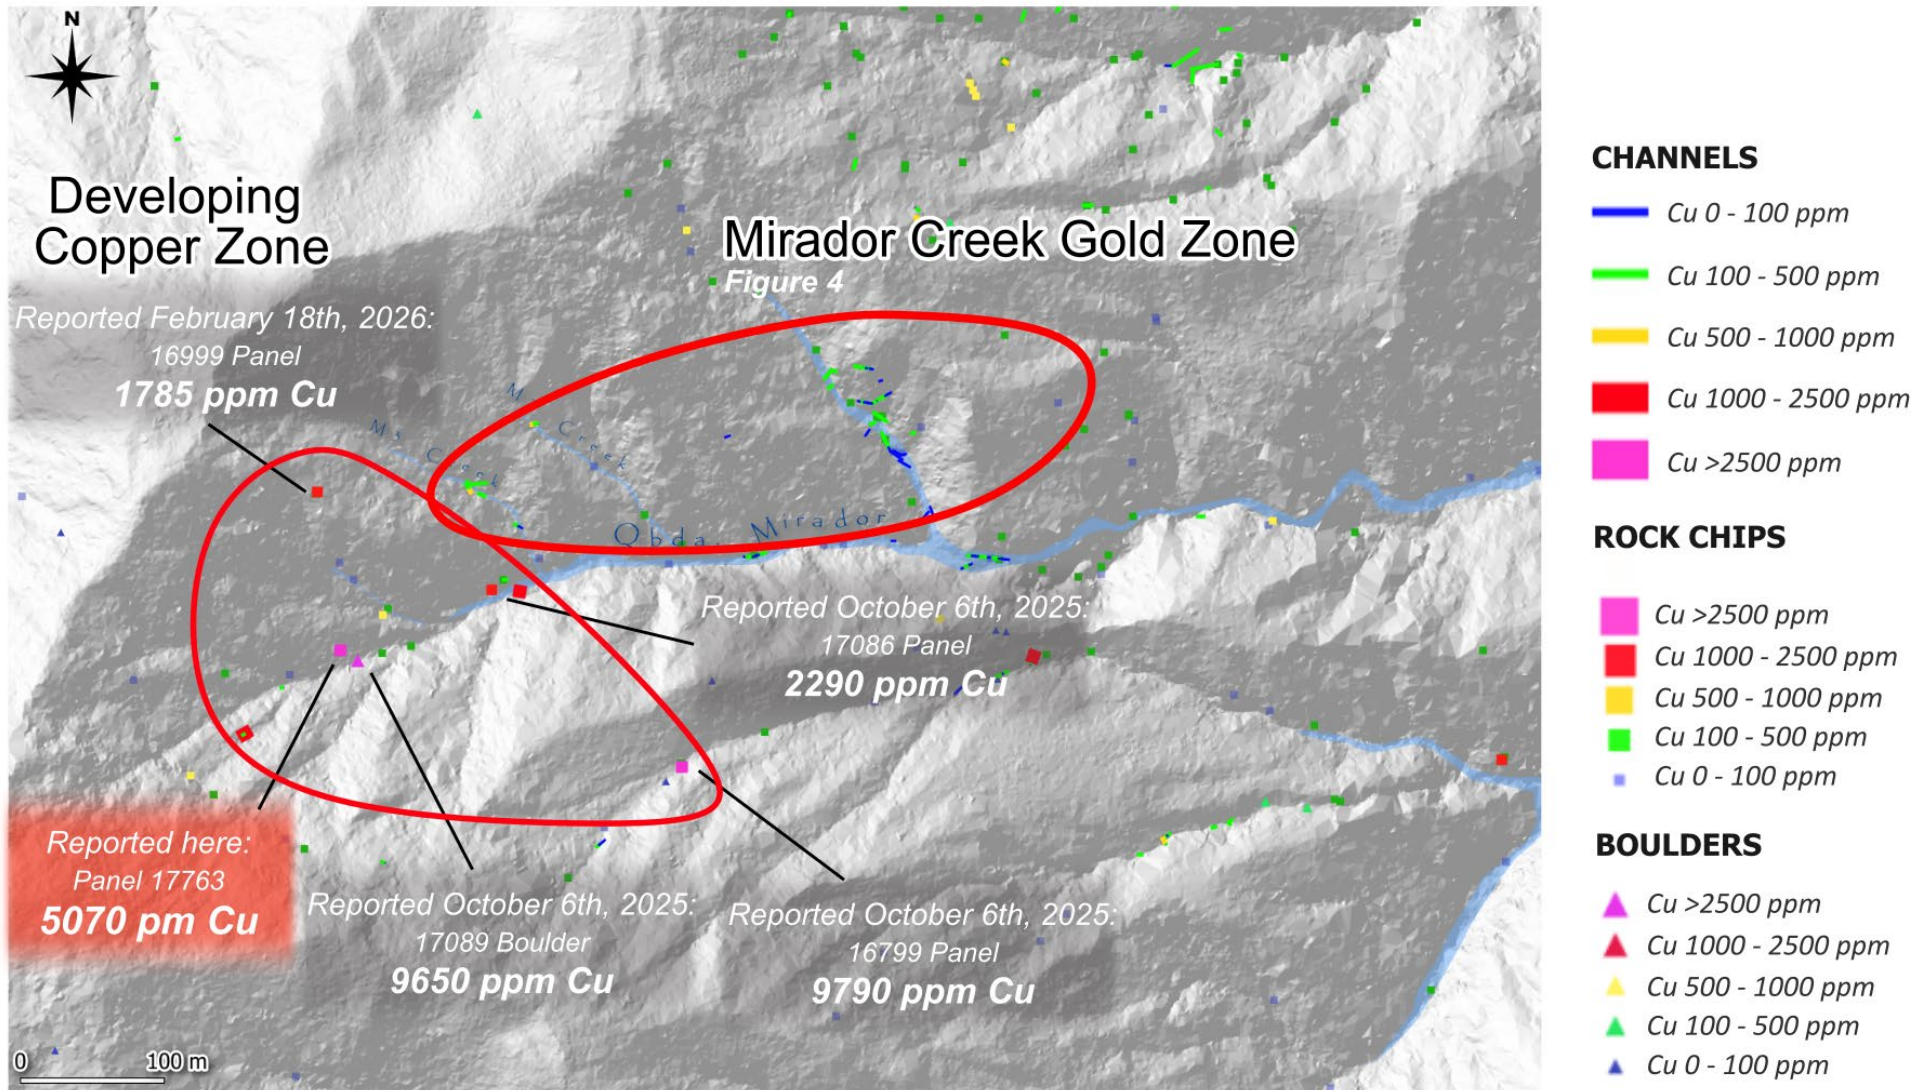 N
Developing
Copper Zone
Mirador Creek Gold Zone
Figure 4
Reported February 18th, 2026:
16999 Panel
1785 ppm Cu
M Creek
Ms Creek
Qbda. Mirador
Reported October 6th, 2025:
17086 Panel
2290 ppm Cu
Reported here:
Panel 17763
5070 pm Cu
Reported October 6th, 2025:
17089 Boulder
9650 ppm Cu
Reported October 6th, 2025:
16799 Panel
9790 ppm Cu
0 100 m
CHANNELS
Cu 0 - 100 ppm
Cu 100 - 500 ppm
Cu 500 - 1000 ppm
Cu 1000 - 2500 ppm
Cu >2500 ppm
ROCK CHIPS
Cu >2500 ppm
Cu 1000 - 2500 ppm
Cu 500 - 1000 ppm
Cu 100 - 500 ppm
Cu 0 - 100 ppm
BOULDERS
Cu >2500 ppm
Cu 1000 - 2500 ppm
Cu 500 - 1000 ppm
Cu 100 - 500 ppm
Cu 0 - 100 ppm